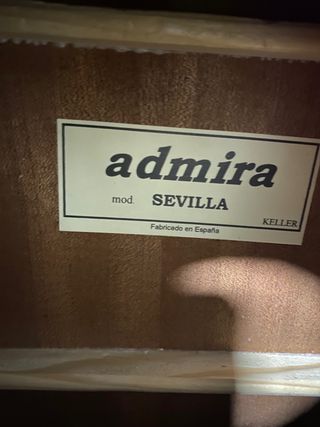 admira
mod. SEVILLA
KELLER
Fabricado en España